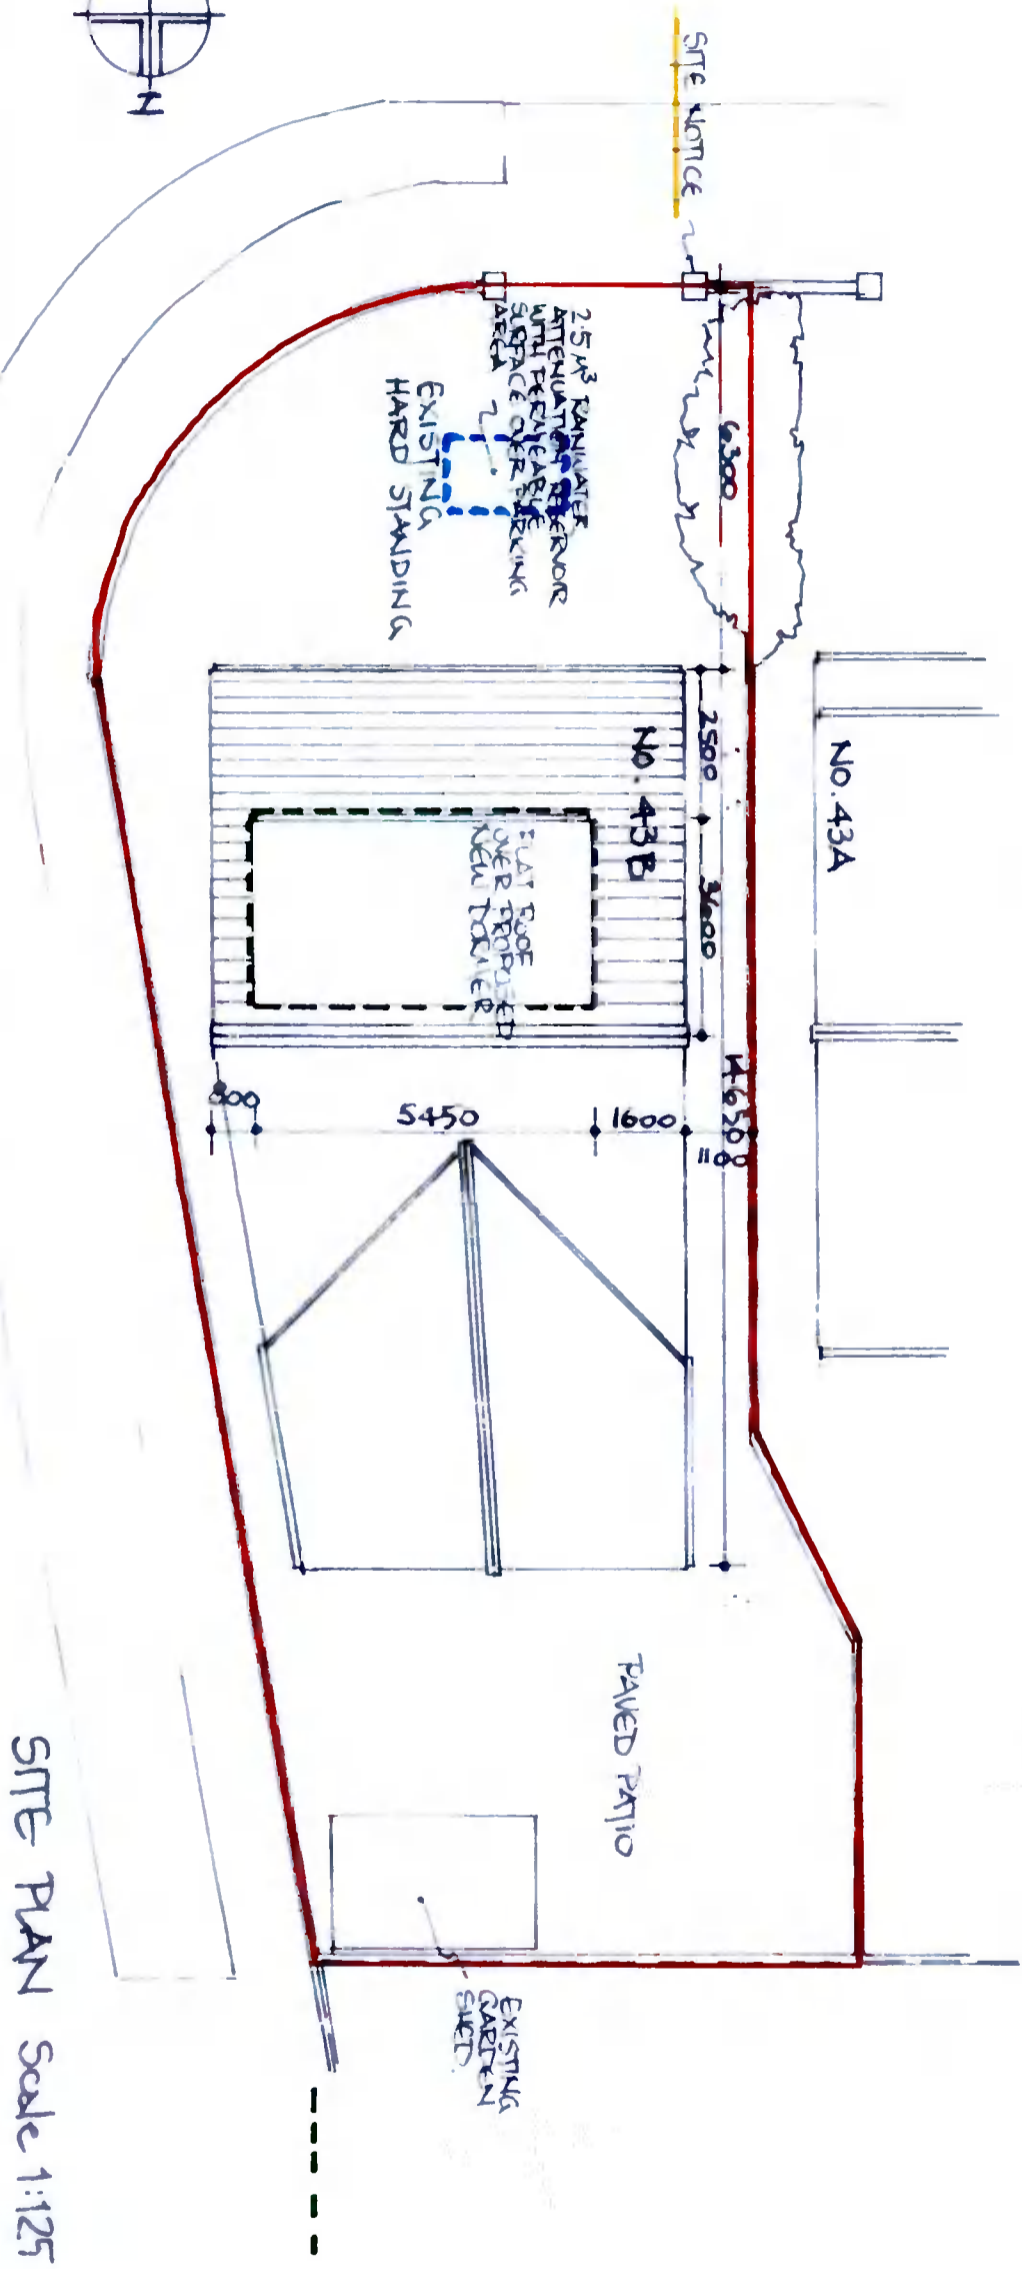 N
SITE NOTICE
2.5 M³ RAINWATER
ATTENUATION RESERVOIR
WITH PERMEABLE
SURFACE OVER PARKING
AREA
EXISTING
HARD STANDING
6300
No. 43A
No. 43B
2500
3600
FLAT ROOF
OVER PROPOSED
NEW DORMER
14650
1100
1600
5450
PAVED PATIO
EXISTING
GARDEN
SHED.
SITE PLAN Scale 1:125